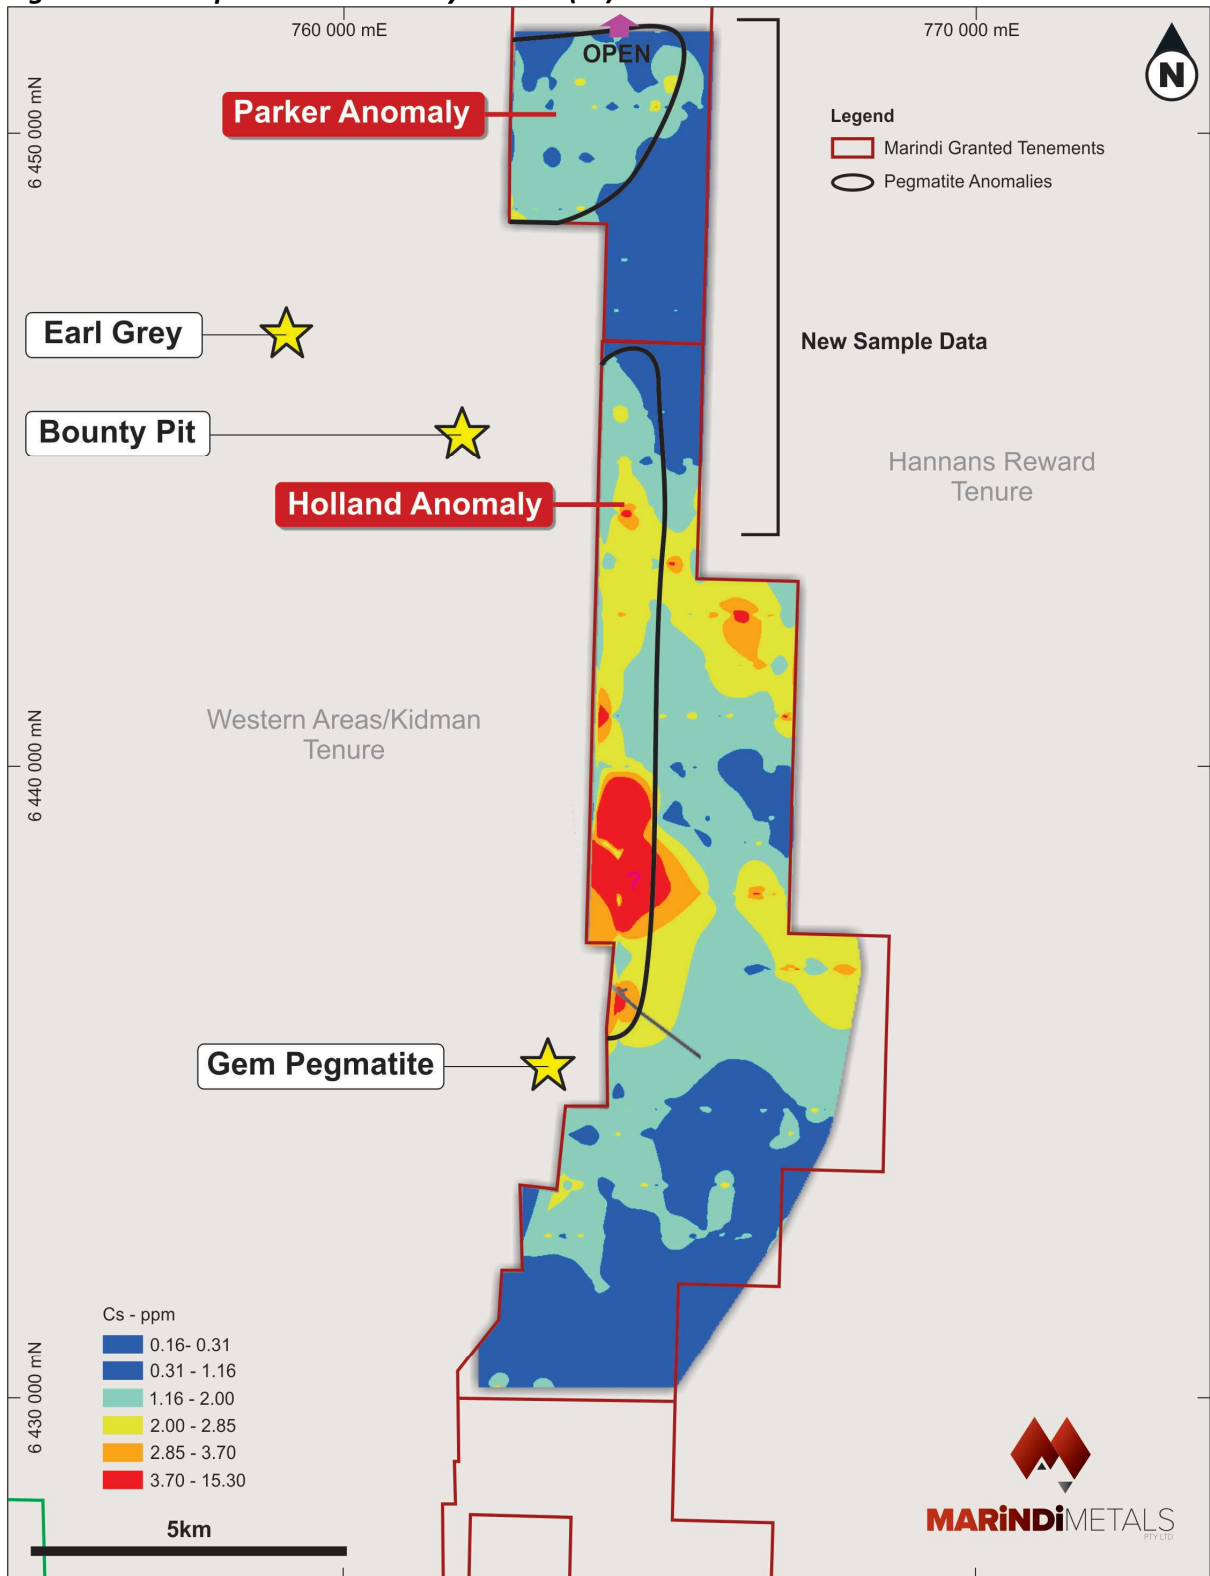 760 000 mE
770 000 mE
OPEN
N
6 450 000 mN
Parker Anomaly
Legend
Marindi Granted Tenements
Pegmatite Anomalies
Earl Grey
New Sample Data
Bounty Pit
Hannans Reward
Tenure
Holland Anomaly
Western Areas/Kidman
Tenure
6 440 000 mN
?
Gem Pegmatite
Cs - ppm
0.16- 0.31
0.31 - 1.16
1.16 - 2.00
2.00 - 2.85
2.85 - 3.70
3.70 - 15.30
6 430 000 mN
5km
MARiNDiMETALS
PTY LTD